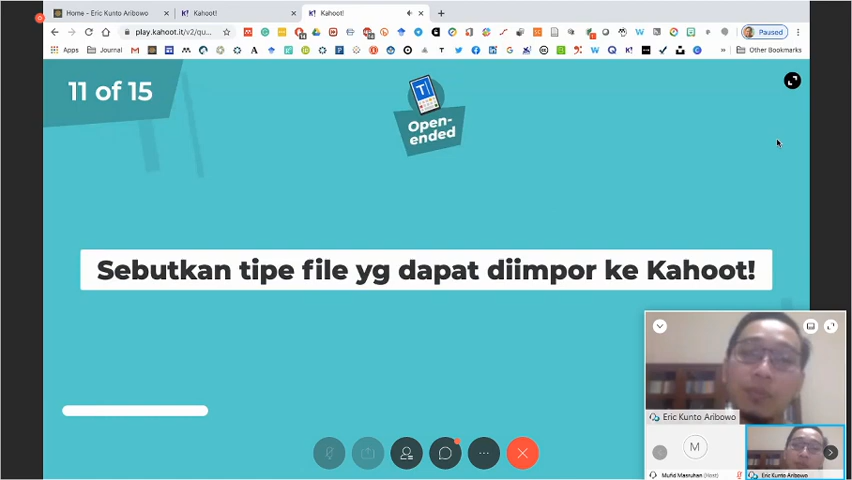 Home - Eric Kunto Aribowo
Kahoot!
Kahoot!
play.kahoot.it/v2/qu...
Paused
Apps
Journal
Other Bookmarks
11 of 15
Open-
ended
Sebutkan tipe file yg dapat diimpor ke Kahoot!
Eric Kunto Aribowo
M
Mufid Masruhan (Host)
Eric Kunto Aribowo